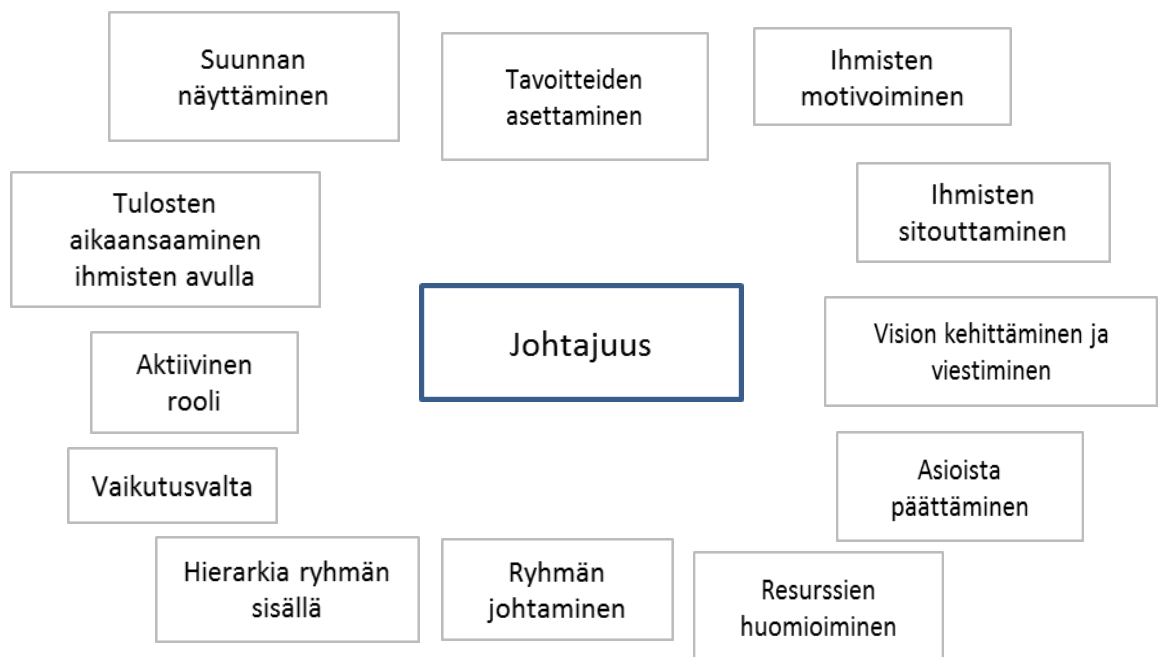 Suunnan
näyttäminen
Tavoitteiden
asettaminen
Ihmisten
motivoiminen
Tulosten
aikaansaaminen
ihmisten avulla
Ihmisten
sitouttaminen
Johtajuus
Vision kehittäminen ja
viestiminen
Aktiivinen
rooli
Vaikutusvalta
Asioista
päättäminen
Hierarkia ryhmän
sisällä
Ryhmän
johtaminen
Resurssien
huomioiminen